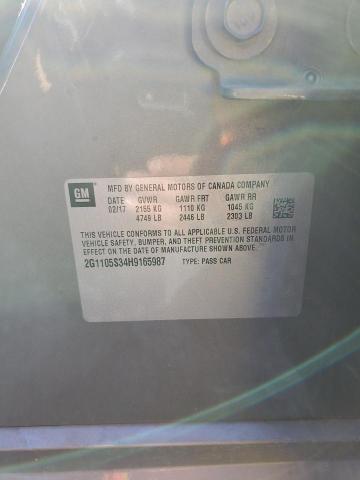 GM
MFD BY GENERAL MOTORS OF CANADA COMPANY
DATE GVWR GAWR FRT GAWR RR
02/17 2155 KG 1110 KG 1045 KG
4749 LB 2446 LB 2303 LB
THIS VEHICLE CONFORMS TO ALL APPLICABLE U.S. FEDERAL MOTOR
VEHICLE SAFETY, BUMPER, AND THEFT PREVENTION STANDARDS IN
EFFECT ON THE DATE OF MANUFACTURE SHOWN ABOVE.
2G1105S34H9165987 TYPE: PASS CAR